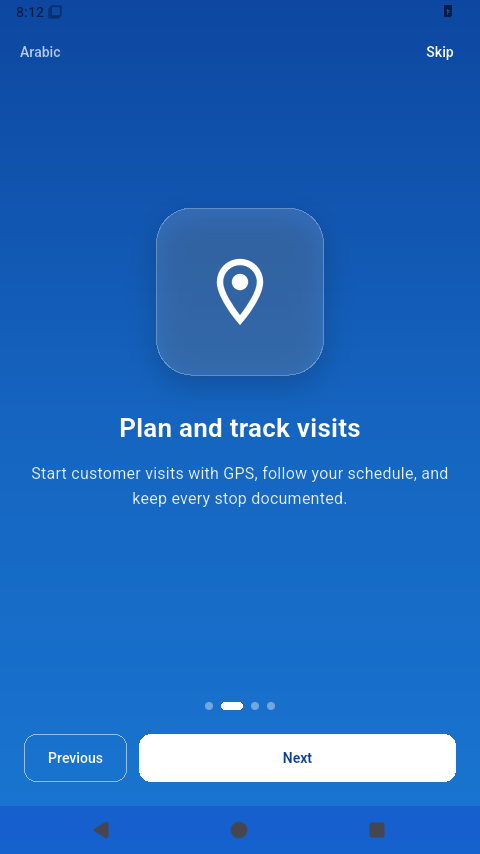 8:12
Arabic
Skip
Plan and track visits
Start customer visits with GPS, follow your schedule, and
keep every stop documented.
Previous
Next